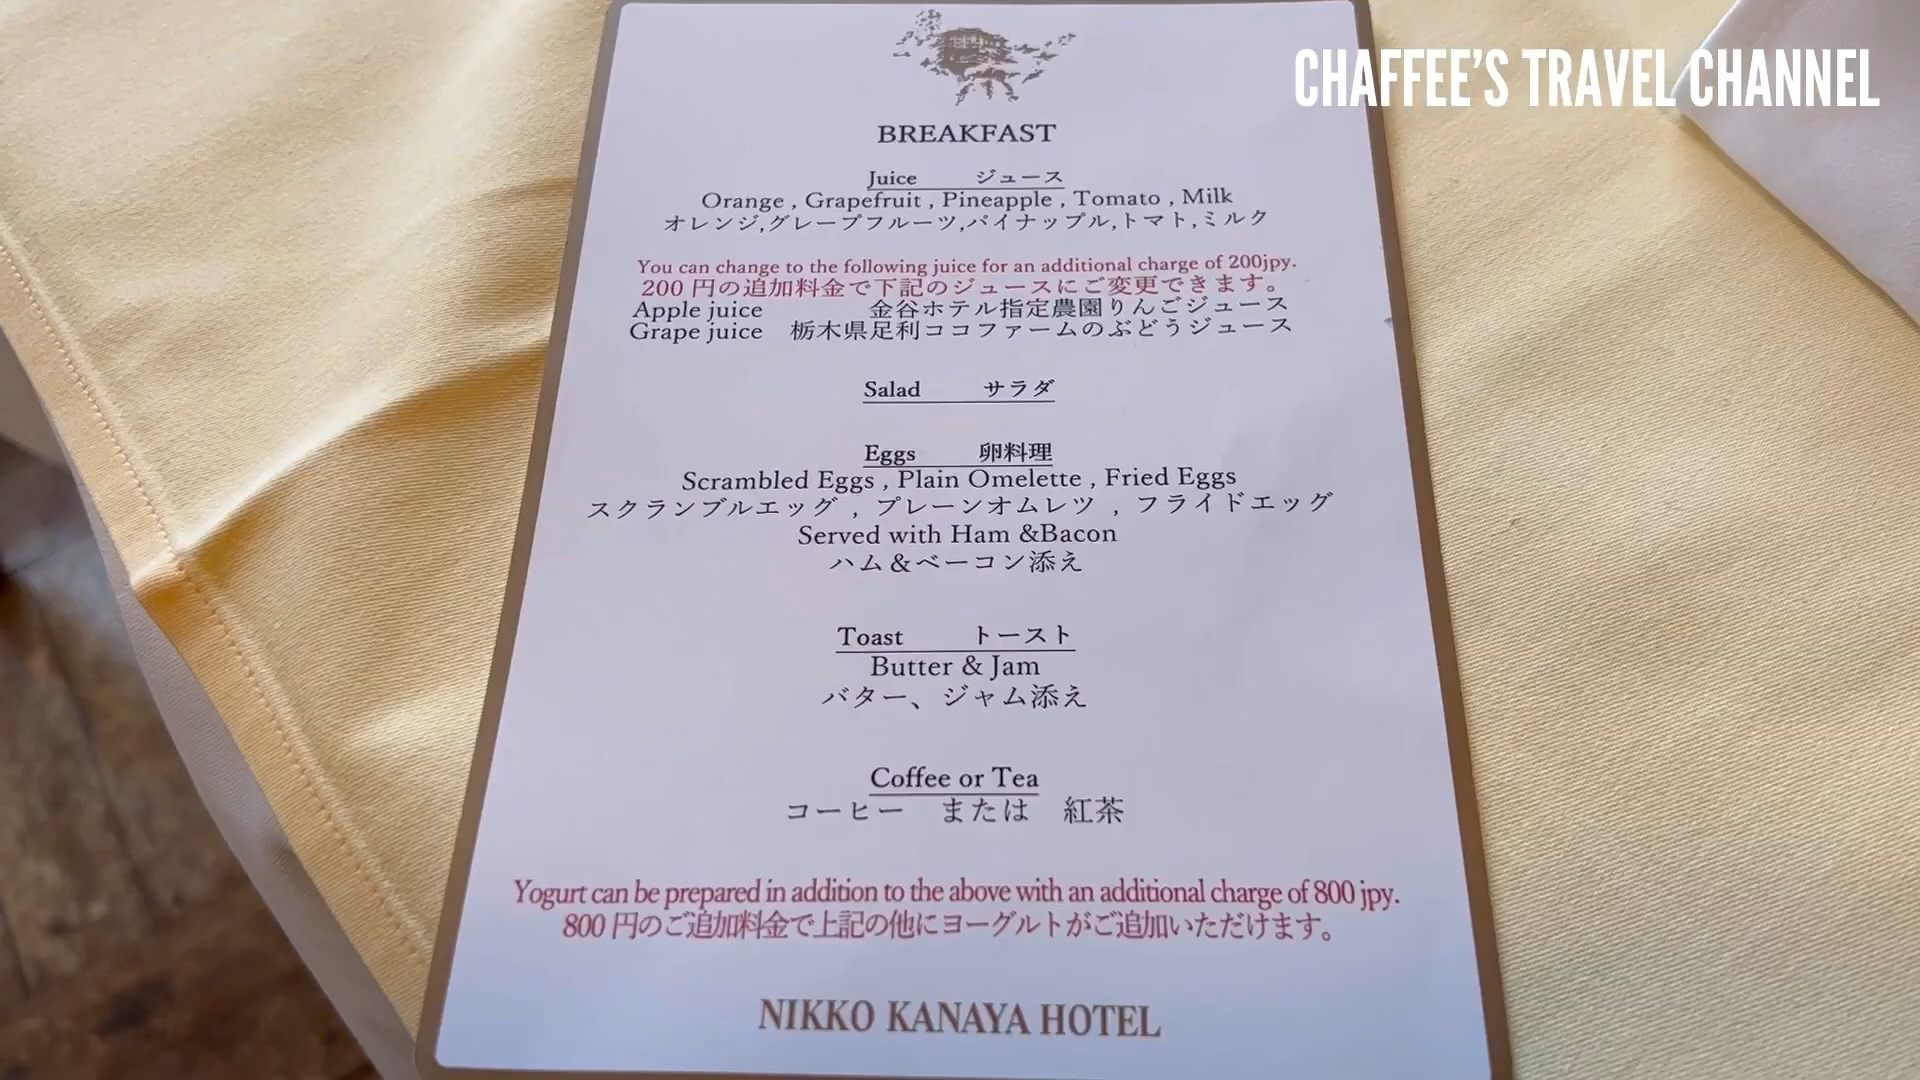 CHAFFEE'S TRAVEL CHANNEL
BREAKFAST
Juice ジュース
Orange , Grapefruit , Pineapple , Tomato , Milk
オレンジ,グレープフルーツ,パイナップル,トマト,ミルク
You can change to the following juice for an additional charge of 200jpy.
200 円の追加料金で下記のジュースにご変更できます。
Apple juice 金谷ホテル指定農園りんごジュース
Grape juice 栃木県足利ココファームのぶどうジュース
Salad サラダ
Eggs 卵料理
Scrambled Eggs , Plain Omelette , Fried Eggs
スクランブルエッグ , プレーンオムレツ , フライドエッグ
Served with Ham &Bacon
ハム&ベーコン添え
Toast トースト
Butter & Jam
バター、ジャム添え
Coffee or Tea
コーヒー または 紅茶
Yogurt can be prepared in addition to the above with an additional charge of 800 jpy.
800 円のご追加料金で上記の他にヨーグルトがご追加いただけます。
NIKKO KANAYA HOTEL